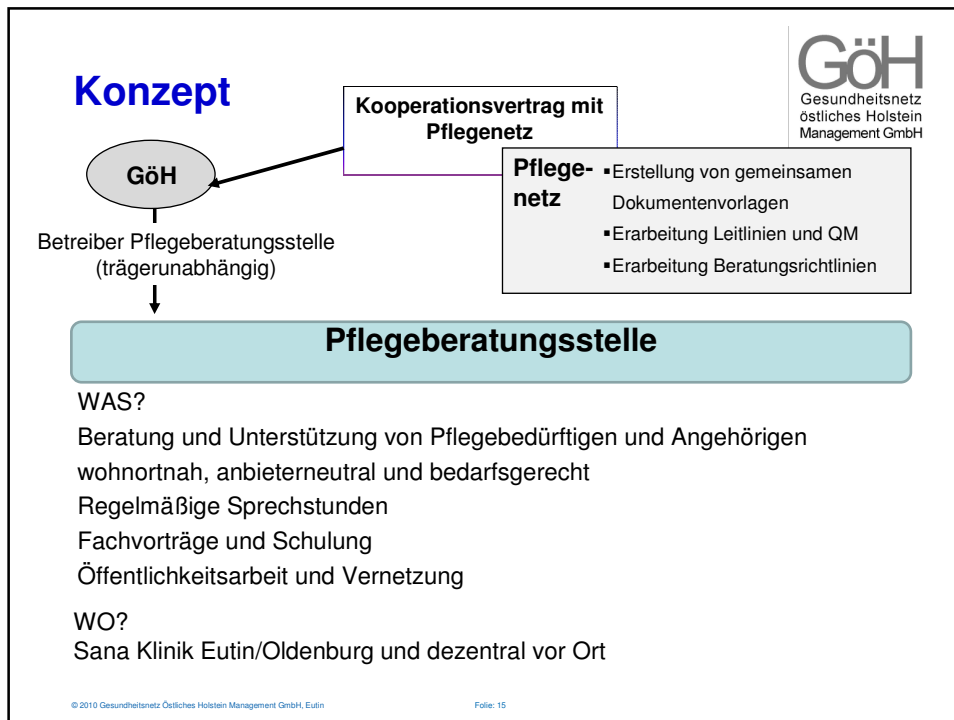 Konzept
GöH
Gesundheitsnetz
östliches Holstein
Management GmbH
Kooperationsvertrag mit
Pflegenetz
GöH
Pflege-
netz
▪Erstellung von gemeinsamen
Dokumentenvorlagen
▪Erarbeitung Leitlinien und QM
▪Erarbeitung Beratungsrichtlinien
Betreiber Pflegeberatungsstelle
(trägerunabhängig)
Pflegeberatungsstelle
WAS?
Beratung und Unterstützung von Pflegebedürftigen und Angehörigen
wohnortnah, anbieterneutral und bedarfsgerecht
Regelmäßige Sprechstunden
Fachvorträge und Schulung
Öffentlichkeitsarbeit und Vernetzung
WO?
Sana Klinik Eutin/Oldenburg und dezentral vor Ort
© 2010 Gesundheitsnetz Östliches Holstein Management GmbH, Eutin
Folie: 15